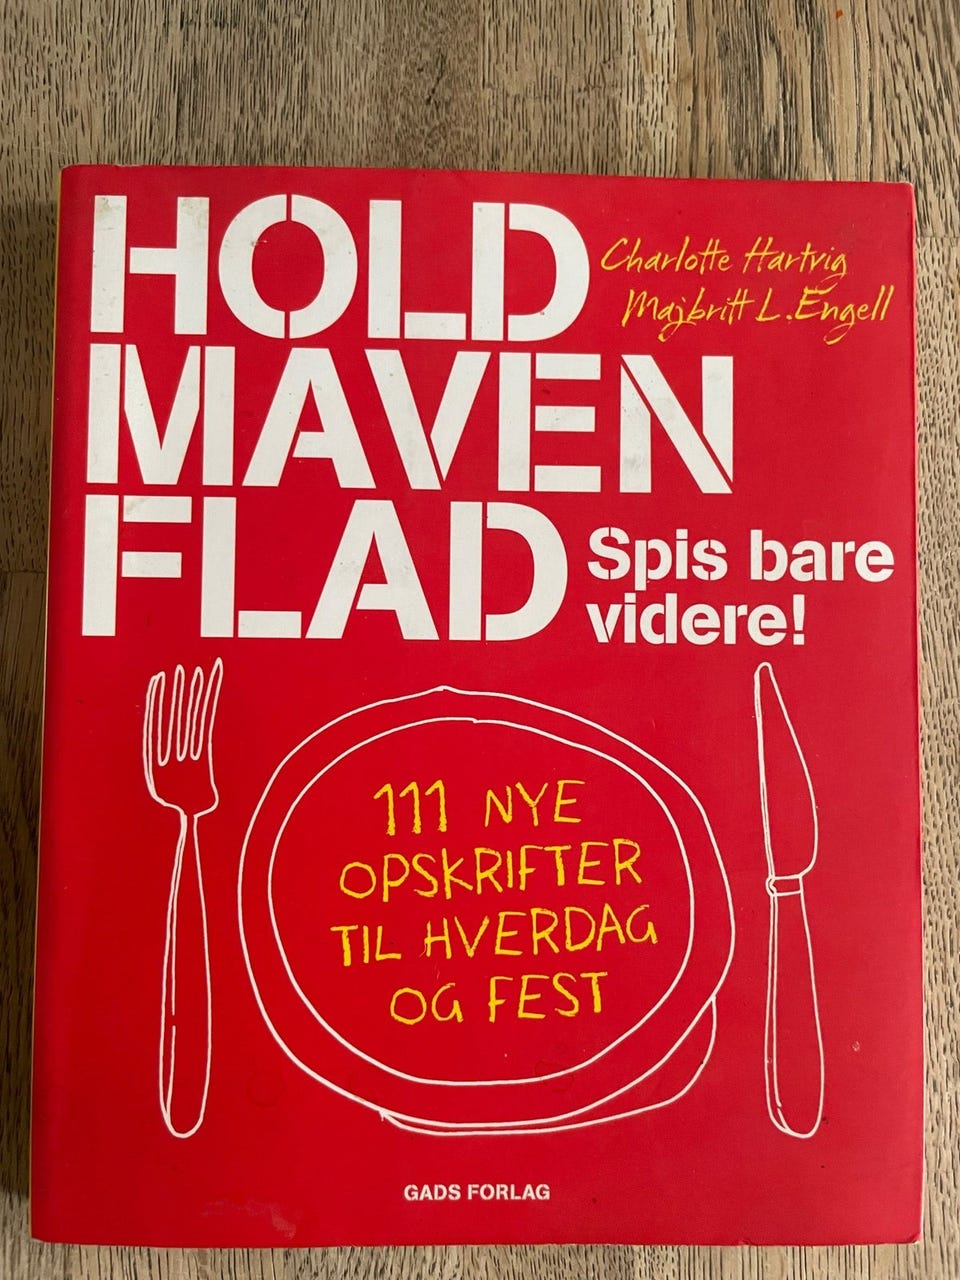 HOLD
MAVEN
FLAD
Charlotte Hartvig
Majbritt L. Engell
Spis bare
videre!
111 NYE
OPSKRIFTER
TIL HVERDAG
OG FEST
GADS FORLAG